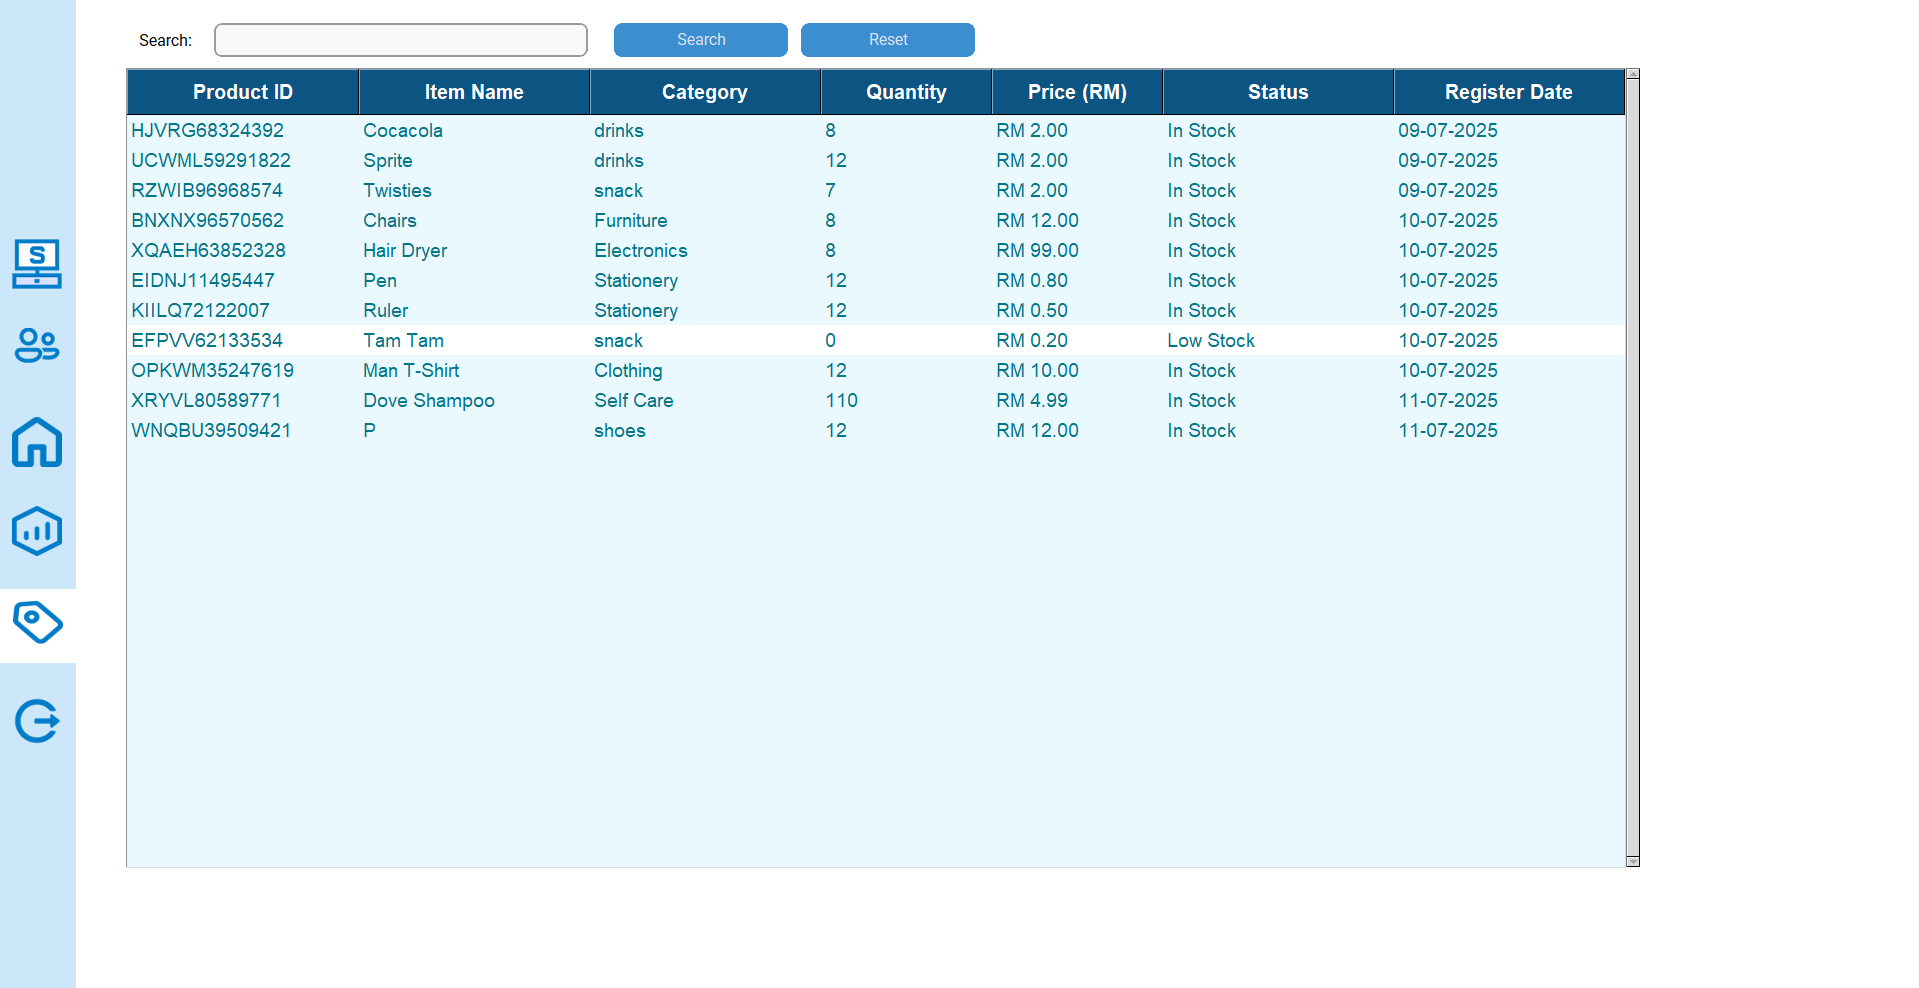 Search: Search Reset
Product ID Item Name Category Quantity Price (RM) Status Register Date
HJVRG68324392 Cocacola drinks 8 RM 2.00 In Stock 09-07-2025
UCWML59291822 Sprite drinks 12 RM 2.00 In Stock 09-07-2025
RZWIB96968574 Twisties snack 7 RM 2.00 In Stock 09-07-2025
BNXNX96570562 Chairs Furniture 8 RM 12.00 In Stock 10-07-2025
XQAEH63852328 Hair Dryer Electronics 8 RM 99.00 In Stock 10-07-2025
S
EIDNJ11495447 Pen Stationery 12 RM 0.80 In Stock 10-07-2025
KIILQ72122007 Ruler Stationery 12 RM 0.50 In Stock 10-07-2025
EFPVV62133534 Tam Tam snack 0 RM 0.20 Low Stock 10-07-2025
OPKWM35247619 Man T-Shirt Clothing 12 RM 10.00 In Stock 10-07-2025
XRYVL80589771 Dove Shampoo Self Care 110 RM 4.99 In Stock 11-07-2025
WNQBU39509421 P shoes 12 RM 12.00 In Stock 11-07-2025